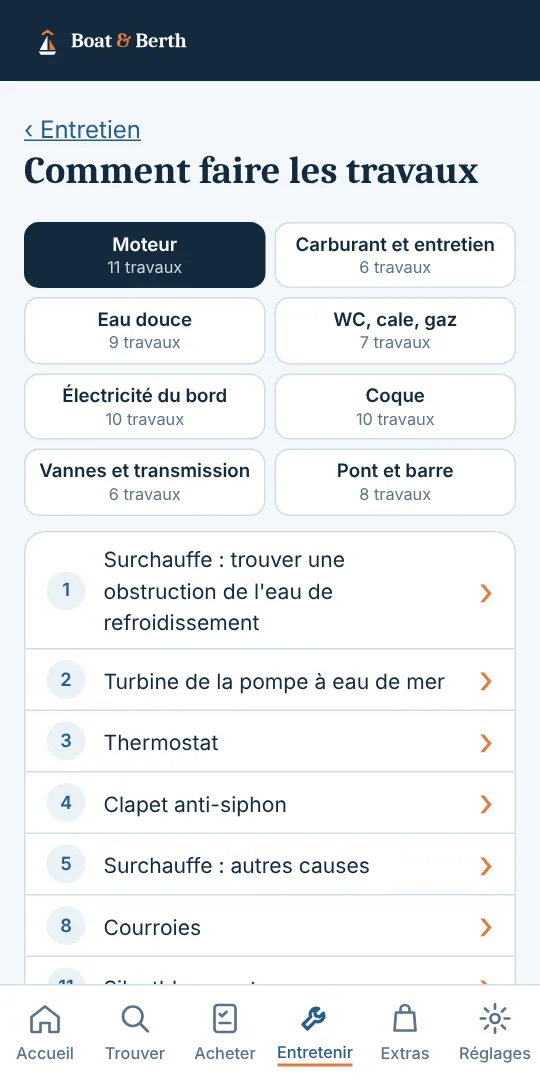 Boat & Berth
‹ Entretien
Comment faire les travaux
Moteur
11 travaux
Carburant et entretien
6 travaux
Eau douce
9 travaux
WC, cale, gaz
7 travaux
Électricité du bord
10 travaux
Coque
10 travaux
Vannes et transmission
6 travaux
Pont et barre
8 travaux
1
Surchauffe : trouver une
obstruction de l'eau de
refroidissement
2
Turbine de la pompe à eau de mer
3
Thermostat
4
Clapet anti-siphon
5
Surchauffe : autres causes
8
Courroies
11
Accueil
Trouver
Acheter
Entretenir
Extras
Réglages